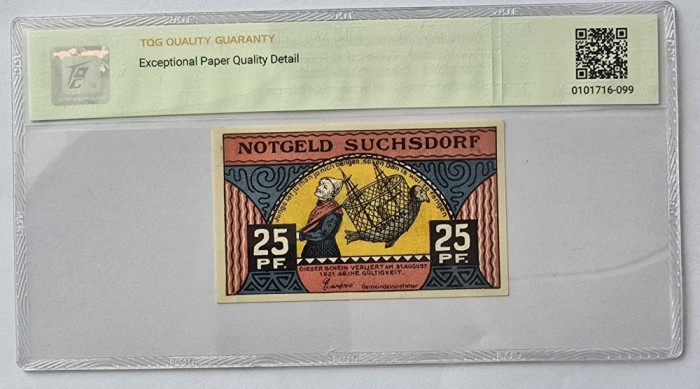 TQG QUALITY GUARANTY
Exceptional Paper Quality Detail
0101716-099
NOTGELD SUCHSDORF
25 PF.
25 PF.
DIESER SCHEIN VERLIERT AM 31. AUGUST
1921 SEINE GÜLTIGKEIT.
Gemeindevorsteher